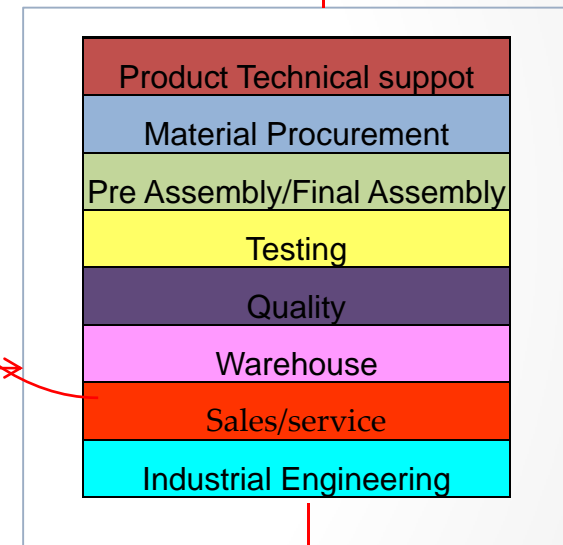 Product Technical suppot
Material Procurement
Pre Assembly/Final Assembly
Testing
Quality
Warehouse
Sales/service
Industrial Engineering